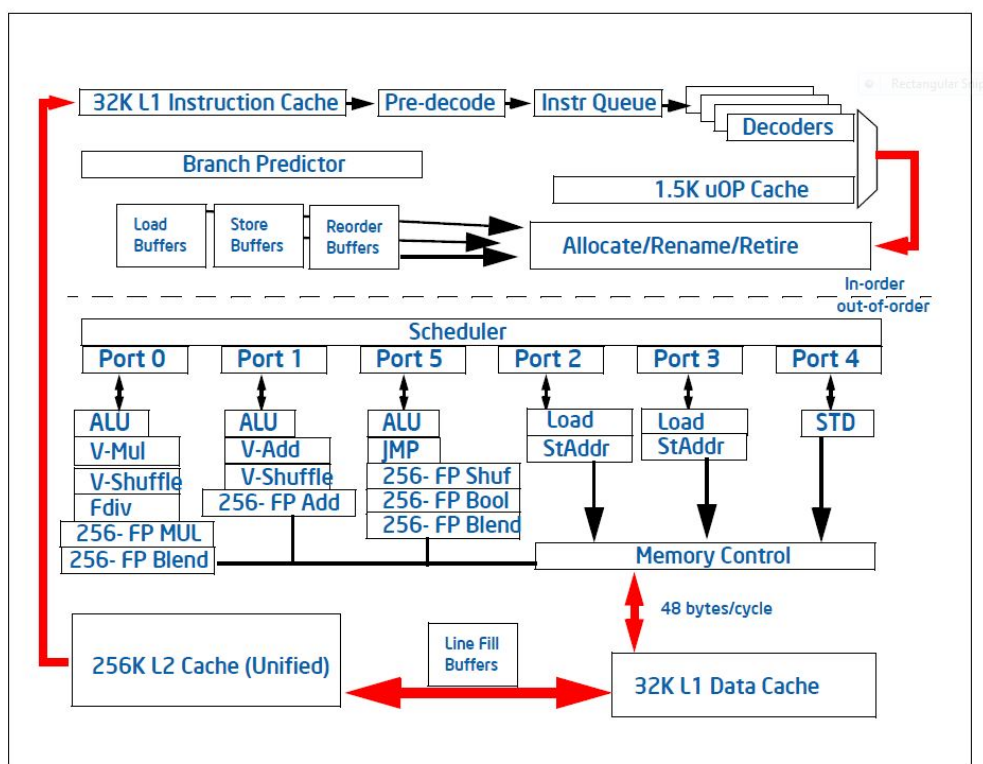 Rectangular Snip
32K L1 Instruction Cache
Pre-decode
Instr Queue
Decoders
Branch Predictor
1.5K uOP Cache
Load
Buffers
Store
Buffers
Reorder
Buffers
Allocate/Rename/Retire
In-order
out-of-order
Scheduler
Port 0
Port 1
Port 5
Port 2
Port 3
Port 4
ALU
V-Mul
V-Shuffle
Fdiv
256- FP MUL
256- FP Blend
ALU
V-Add
V-Shuffle
256- FP Add
ALU
JMP
256- FP Shuf
256- FP Bool
256- FP Blend
Load
StAddr
Load
StAddr
STD
Memory Control
48 bytes/cycle
256K L2 Cache (Unified)
Line Fill
Buffers
32K L1 Data Cache